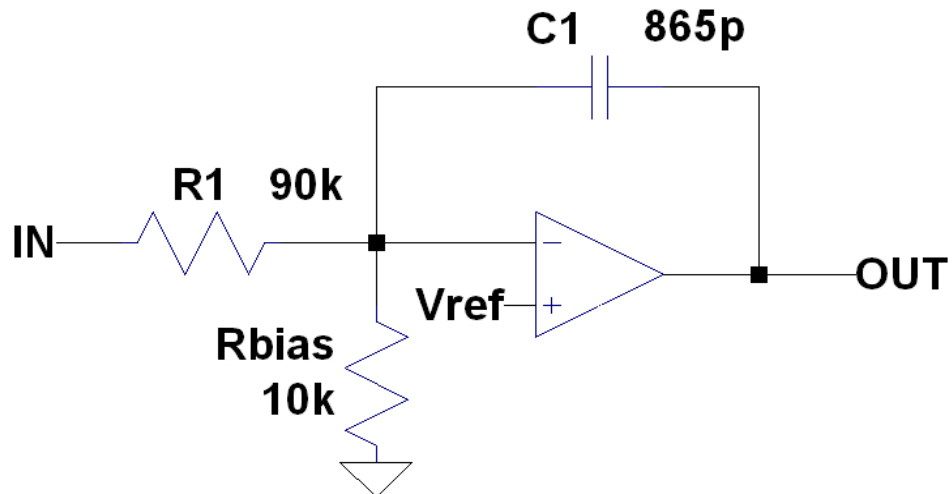 C1 865p
R1 90k
IN
−
Vref
+
OUT
Rbias
10k